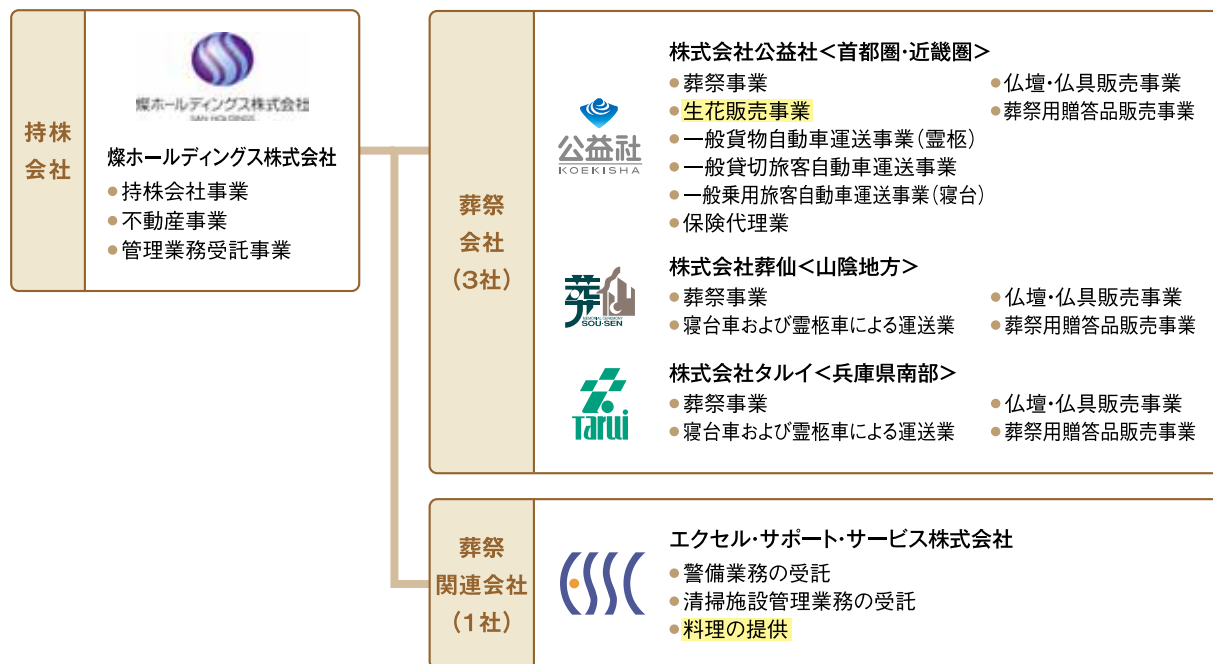 持株
会社
燦ホールディングス株式会社
SAN HOLDINGS
燦ホールディングス株式会社
●持株会社事業
●不動産事業
●管理業務受託事業
葬祭
会社
(3社)
公益社
KOEKISHA
株式会社公益社<首都圏・近畿圏>
●葬祭事業 ●仏壇・仏具販売事業
●生花販売事業 ●葬祭用贈答品販売事業
●一般貨物自動車運送事業(霊柩)
●一般貸切旅客自動車運送事業
●一般乗用旅客自動車運送事業(寝台)
●保険代理業
葬仙
MEMORIAL CEREMONY
SOU-SEN
株式会社葬仙<山陰地方>
●葬祭事業 ●仏壇・仏具販売事業
●寝台車および霊柩車による運送業 ●葬祭用贈答品販売事業
Tarui
株式会社タルイ<兵庫県南部>
●葬祭事業 ●仏壇・仏具販売事業
●寝台車および霊柩車による運送業 ●葬祭用贈答品販売事業
葬祭
関連会社
(1社)
ESSC
エクセル・サポート・サービス株式会社
●警備業務の受託
●清掃施設管理業務の受託
●料理の提供